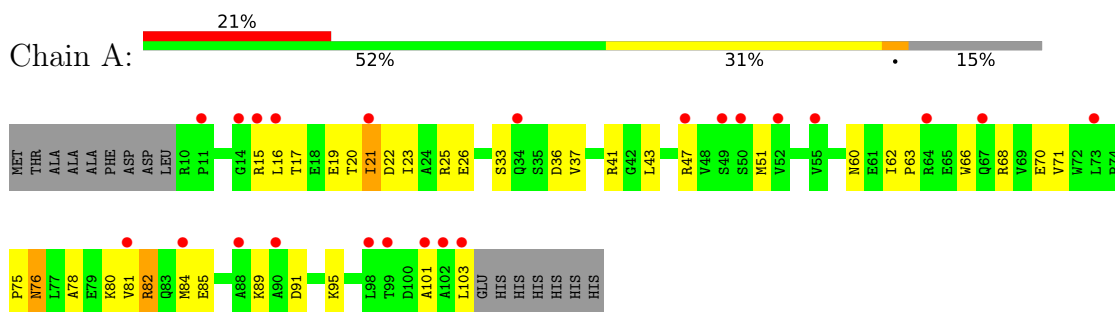 21%
Chain A:
52% 31% • 15%
MET THR ALA ALA ALA PHE ASP ASP LEU R10 P11 G14 R15 L16 T17 E18 E19 T20 I21 D22 I23 A24 R25 E26 S33 Q34 S35 D36 V37 R41 G42 L43 R47 V48 S49 S50 M51 V52 V55 N60 E61 I62 P63 R64 E65 W66 Q67 R68 V69 E70 V71 W72 L73
P75 N76 L77 A78 E79 K80 V81 R82 Q83 M84 E85 A88 K89 A90 D91 K95 L98 T99 D100 A101 A102 L103 GLU HIS HIS HIS HIS HIS HIS